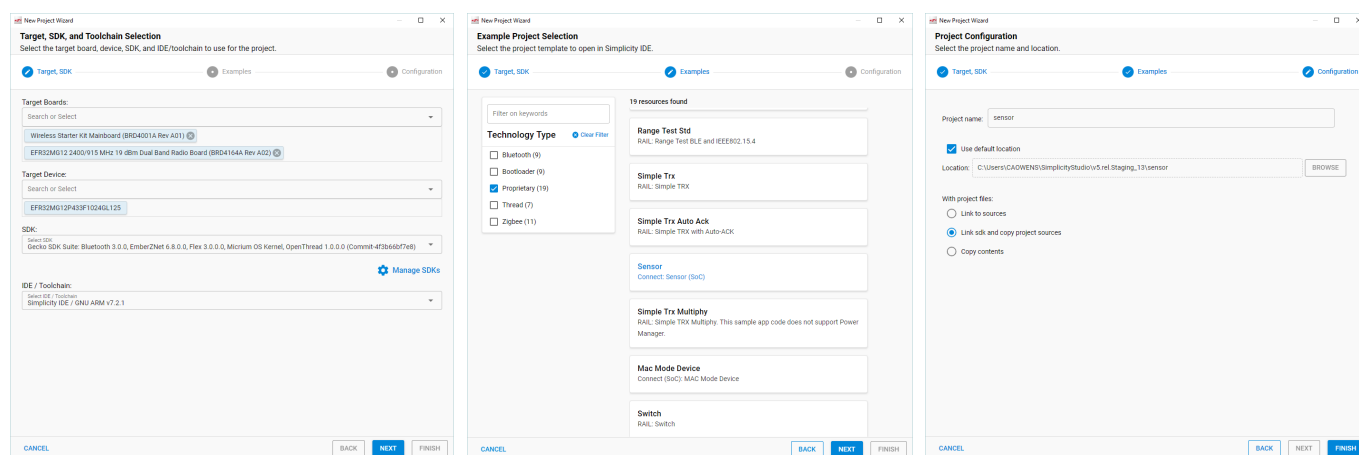 New Project Wizard
Target, SDK, and Toolchain Selection
Select the target board, device, SDK, and IDE/toolchain to use for the project.
Target, SDK
Examples
Configuration
Target Boards:
Search or Select
Wireless Starter Kit Mainboard (BRD4001A Rev A01)
EFR32MG12 2400/915 MHz 19 dBm Dual Band Radio Board (BRD4164A Rev A02)
Target Device:
Search or Select
EFR32MG12P433F1024GL125
SDK:
Select SDK
Gecko SDK Suite: Bluetooth 3.0.0, EmberZNet 6.8.0.0, Flex 3.0.0.0, Micrium OS Kernel, OpenThread 1.0.0.0 (Commit-4f3b66bf7e8)
Manage SDKs
IDE / Toolchain:
Select IDE / Toolchain
Simplicity IDE / GNU ARM v7.2.1
CANCEL
BACK
NEXT
FINISH
New Project Wizard
Example Project Selection
Select the project template to open in Simplicity IDE.
Target, SDK
Examples
Configuration
Filter on keywords
Technology Type
Clear Filter
Bluetooth (9)
Bootloader (9)
Proprietary (19)
Thread (7)
Zigbee (11)
19 resources found
Range Test Std
RAIL: Range Test BLE and IEEE802.15.4
Simple Trx
RAIL: Simple TRX
Simple Trx Auto Ack
RAIL: Simple TRX with Auto-ACK
Sensor
Connect: Sensor (SoC)
Simple Trx Multiphy
RAIL: Simple TRX Multiphy. This sample app code does not support Power
Manager.
Mac Mode Device
Connect (SoC): MAC Mode Device
Switch
RAIL: Switch
CANCEL
BACK
NEXT
FINISH
New Project Wizard
Project Configuration
Select the project name and location.
Target, SDK
Examples
Configuration
Project name:
sensor
Use default location
Location:
C:\Users\CAOWENS\SimplicityStudio\v5.rel.Staging_13\sensor
BROWSE
With project files:
Link to sources
Link sdk and copy project sources
Copy contents
CANCEL
BACK
NEXT
FINISH